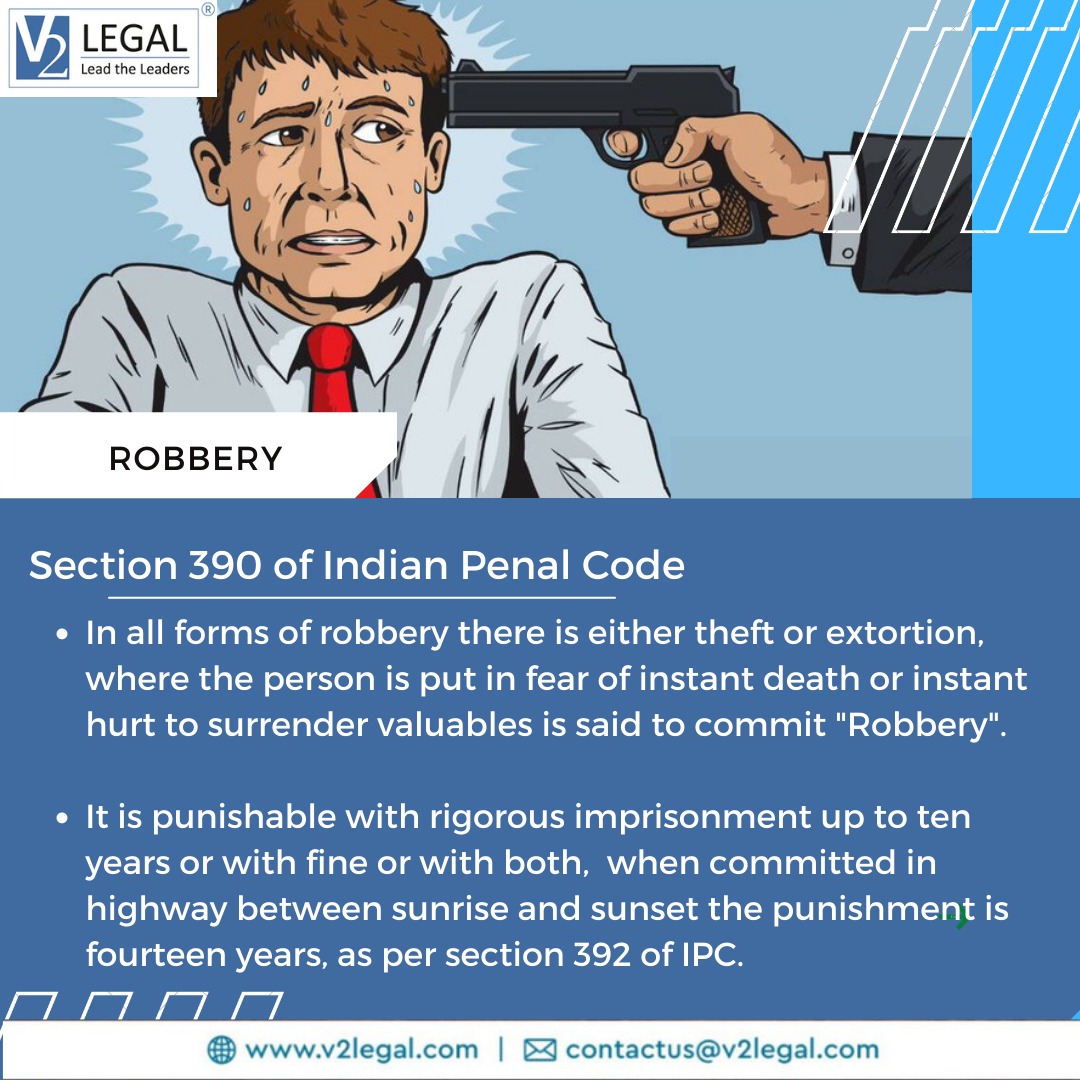 V2 LEGAL ®
Lead the Leaders
ROBBERY
Section 390 of Indian Penal Code
• In all forms of robbery there is either theft or extortion,
where the person is put in fear of instant death or instant
hurt to surrender valuables is said to commit "Robbery".
• It is punishable with rigorous imprisonment up to ten
years or with fine or with both,  when committed in
highway between sunrise and sunset the punishment is
fourteen years, as per section 392 of IPC.
www.v2legal.com | contactus@v2legal.com